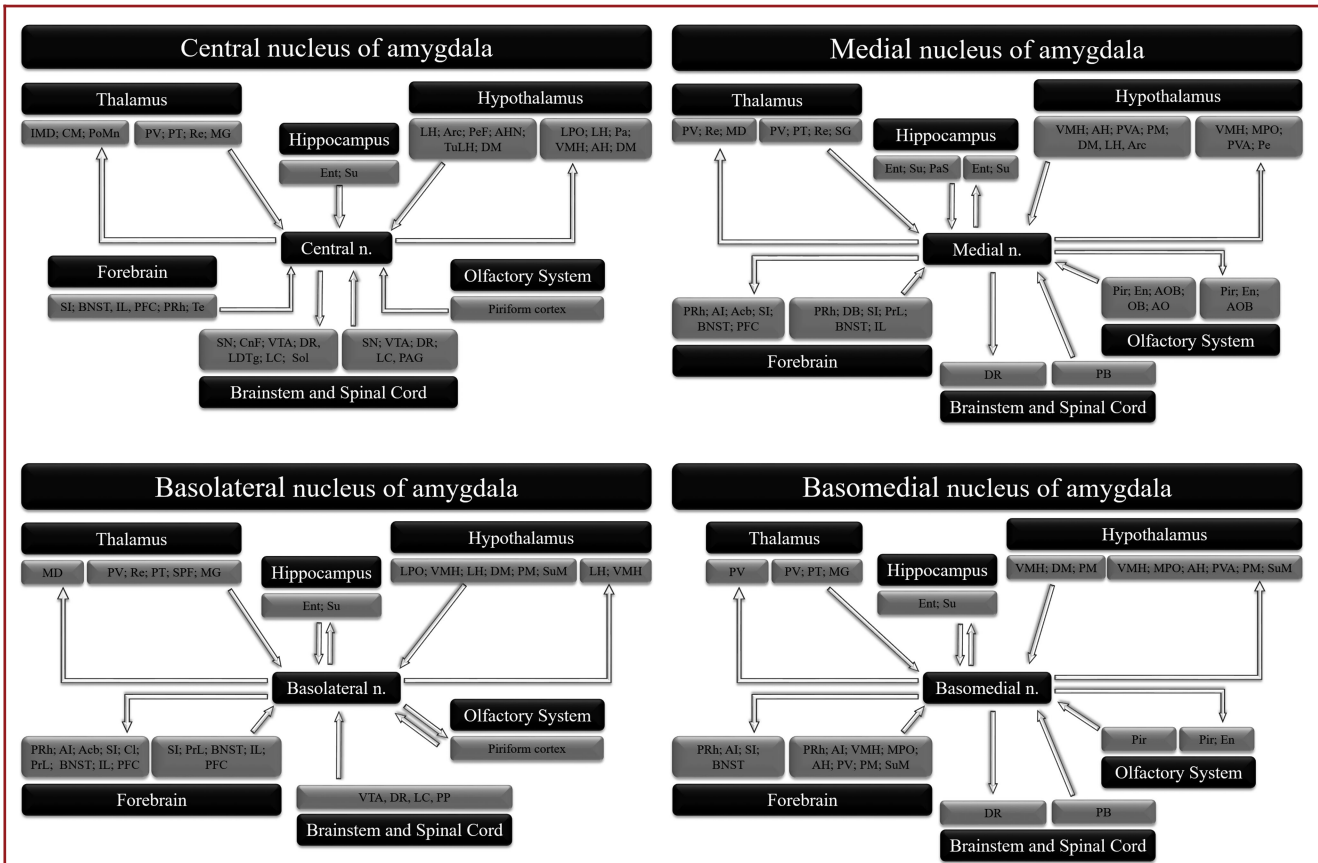 Central nucleus of amygdala
Thalamus
IMD; CM; PoMn
PV; PT; Re; MG
Hippocampus
Ent; Su
Hypothalamus
LH; Arc; PeF; AHN;
TuLH; DM
LPO; LH; Pa;
VMH; AH; DM
Central n.
Forebrain
SI; BNST, IL, PFC; PRh; Te
Olfactory System
Piriform cortex
SN; CnF; VTA; DR,
LDTg; LC; Sol
SN; VTA; DR;
LC, PAG
Brainstem and Spinal Cord
Medial nucleus of amygdala
Thalamus
PV; Re; MD
PV; PT; Re; SG
Hippocampus
Ent; Su; PaS
Ent; Su
Hypothalamus
VMH; AH; PVA; PM;
DM, LH, Arc
VMH; MPO;
PVA; Pe
Medial n.
PRh; AI; Acb; SI;
BNST; PFC
PRh; DB; SI; PrL;
BNST; IL
Forebrain
Pir; En; AOB;
OB; AO
Pir; En;
AOB
Olfactory System
DR
PB
Brainstem and Spinal Cord
Basolateral nucleus of amygdala
Thalamus
MD
PV; Re; PT; SPF; MG
Hippocampus
Ent; Su
Hypothalamus
LPO; VMH; LH; DM; PM; SuM
LH; VMH
Basolateral n.
PRh; AI; Acb; SI; Cl;
PrL; BNST; IL; PFC
SI; PrL; BNST; IL;
PFC
Forebrain
Olfactory System
Piriform cortex
VTA, DR, LC, PP
Brainstem and Spinal Cord
Basomedial nucleus of amygdala
Thalamus
PV
PV; PT; MG
Hippocampus
Ent; Su
Hypothalamus
VMH; DM; PM
VMH; MPO; AH; PVA; PM; SuM
Basomedial n.
PRh; AI; SI;
BNST
PRh; AI; VMH; MPO;
AH; PV; PM; SuM
Forebrain
Pir
Pir; En
Olfactory System
DR
PB
Brainstem and Spinal Cord